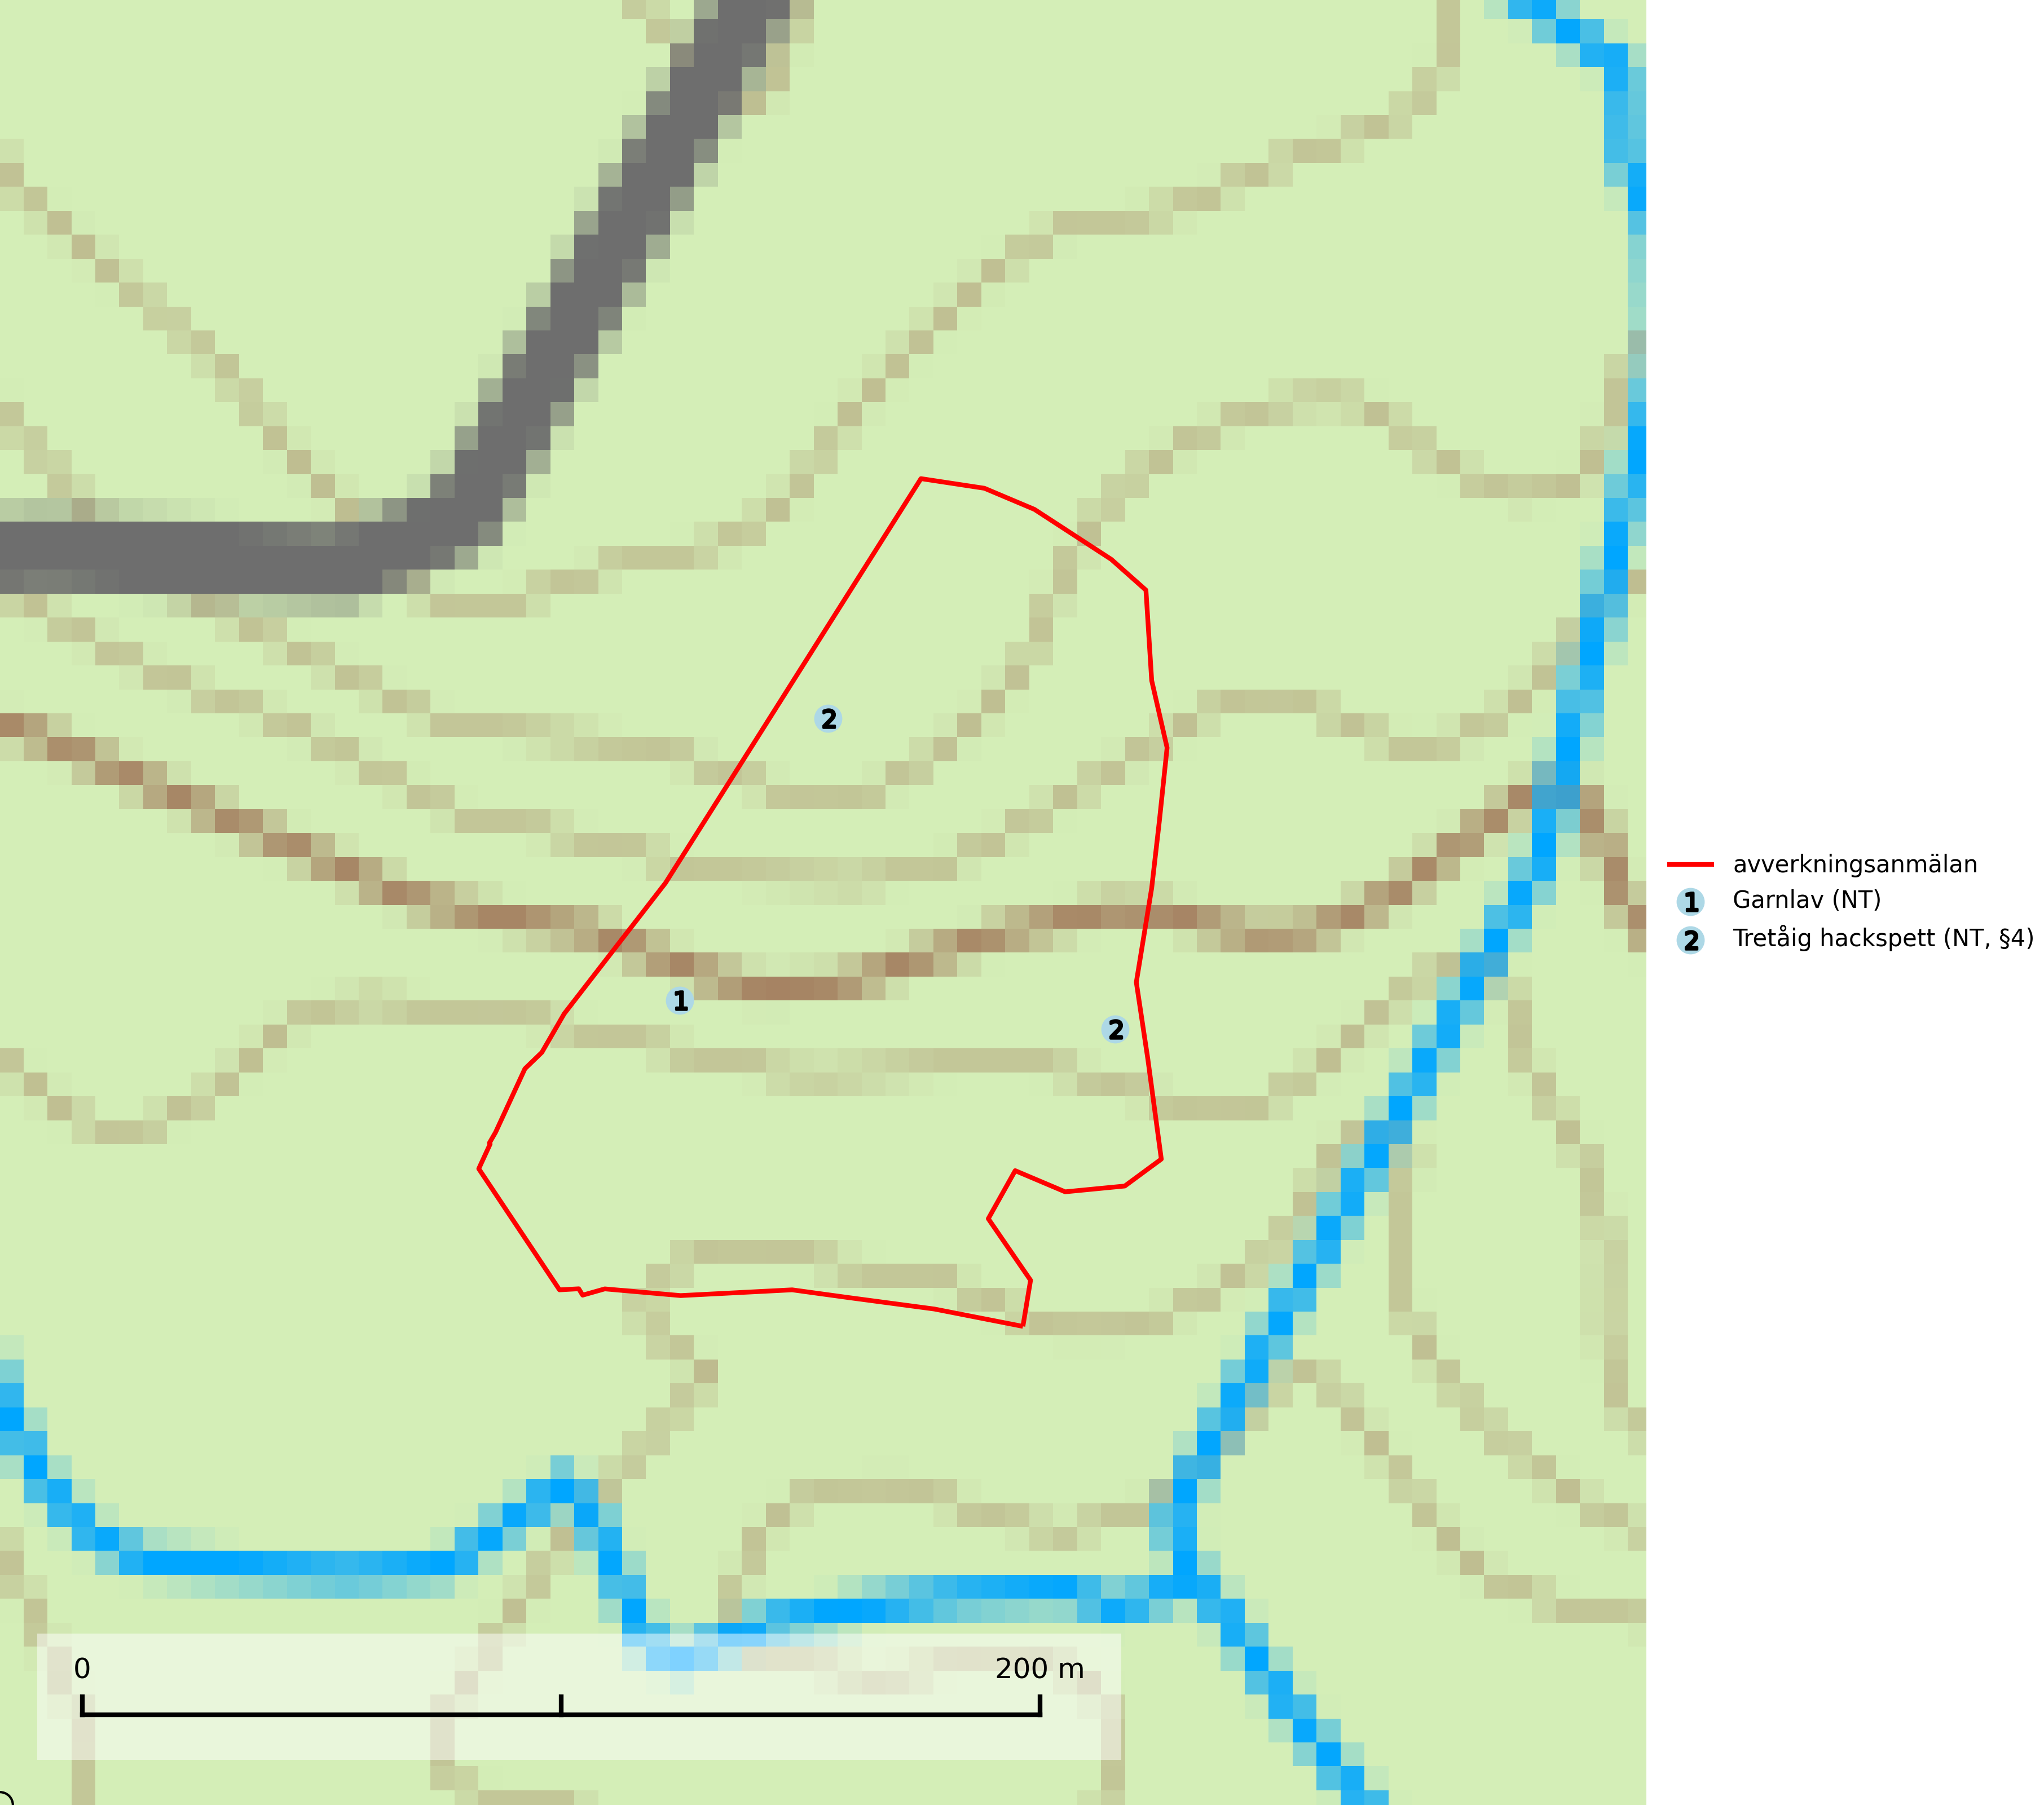 2
1
2
avverkningsanmälan
1 Garnlav (NT)
2 Tretåig hackspett (NT, §4)
0 200 m